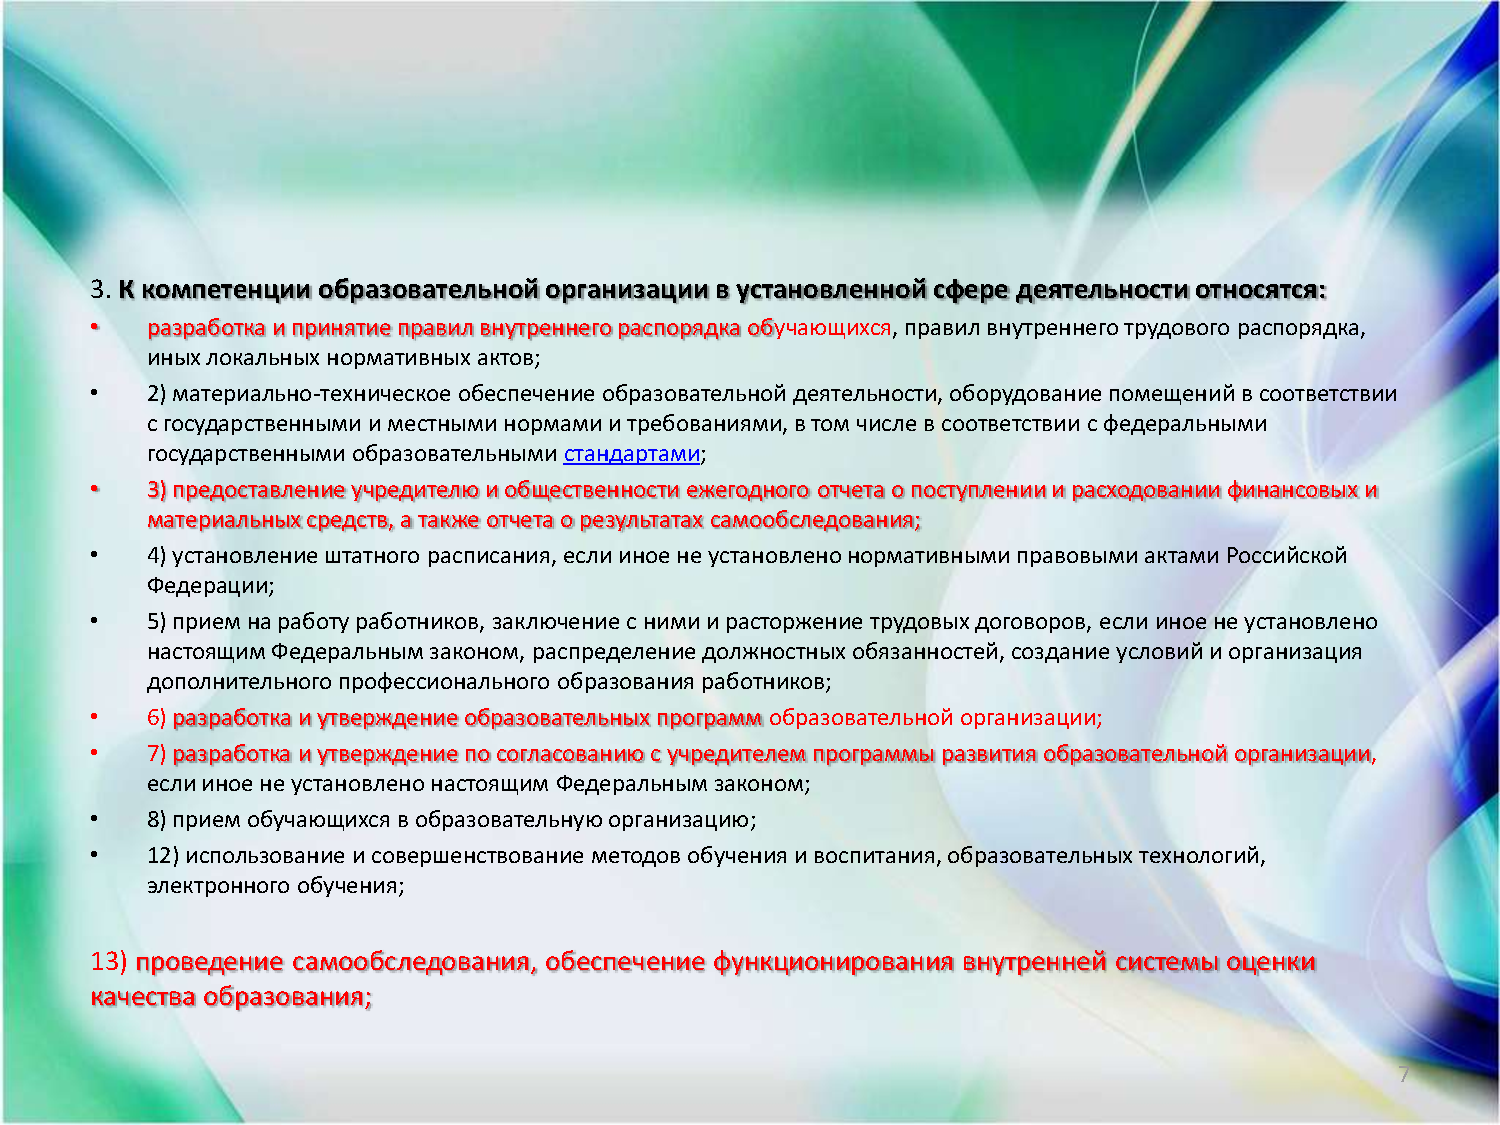 3. К компетенции образовательной организации в установленной сфере деятельности относятся:
• разработка и принятие правил внутреннего распорядка обучающихся, правил внутреннего трудового распорядка,
иных локальных нормативных актов;
• 2) материально-техническое обеспечение образовательной деятельности, оборудование помещений в соответствии
с государственными и местными нормами и требованиями, в том числе в соответствии с федеральными
государственными образовательными стандартами;
• 3) предоставление учредителю и общественности ежегодного отчета о поступлении и расходовании финансовых и
материальных средств, а также отчета о результатах самообследования;
• 4) установление штатного расписания, если иное не установлено нормативными правовыми актами Российской
Федерации;
• 5) прием на работу работников, заключение с ними и расторжение трудовых договоров, если иное не установлено
настоящим Федеральным законом, распределение должностных обязанностей, создание условий и организация
дополнительного профессионального образования работников;
• 6) разработка и утверждение образовательных программ образовательной организации;
• 7) разработка и утверждение по согласованию с учредителем программы развития образовательной организации,
если иное не установлено настоящим Федеральным законом;
• 8) прием обучающихся в образовательную организацию;
• 12) использование и совершенствование методов обучения и воспитания, образовательных технологий,
электронного обучения;
13) проведение самообследования, обеспечение функционирования внутренней системы оценки
качества образования;
7